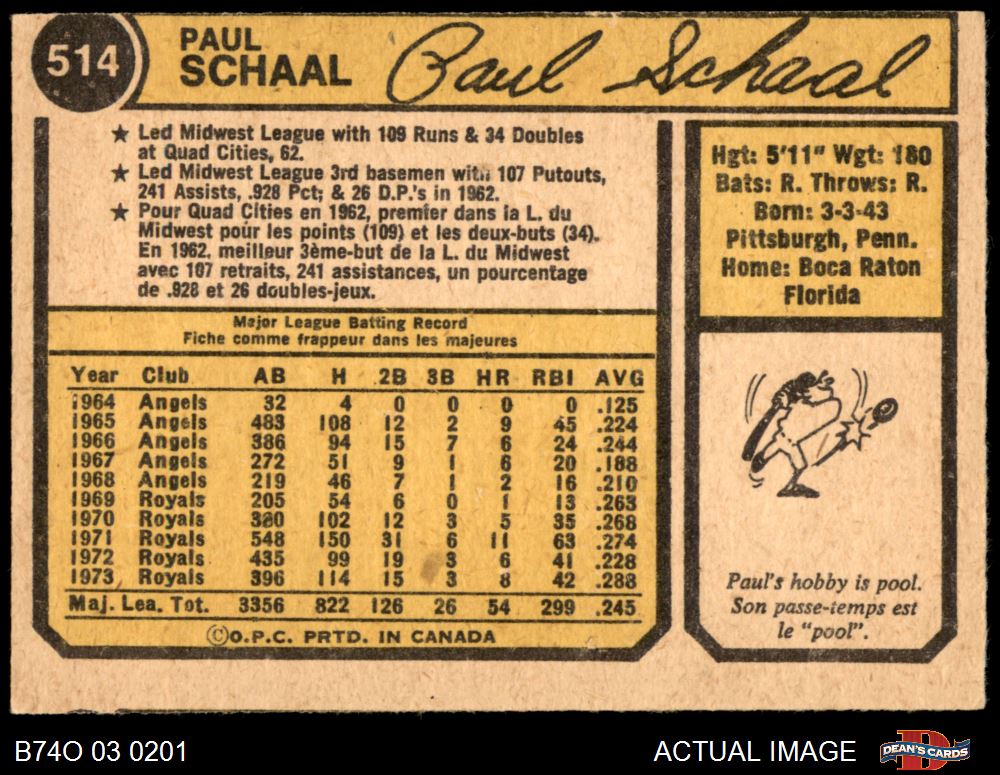 514
PAUL
SCHAAL
Paul Schaal
★ Led Midwest League with 109 Runs & 34 Doubles
at Quad Cities, 62.
★ Led Midwest League 3rd basemen with 107 Putouts,
241 Assists, .928 Pct; & 26 D.P.'s in 1962.
★ Pour Quad Cities en 1962, premier dans la L. du
Midwest pour les points (109) et les deux-buts (34).
En 1962, meilleur 3ème-but de la L. du Midwest
avec 107 retraits, 241 assistances, un pourcentage
de .928 et 26 doubles-jeux.
Hgt: 5'11" Wgt: 180
Bats: R. Throws: R.
Born: 3-3-43
Pittsburgh, Penn.
Home: Boca Raton
Florida
Major League Batting Record
Fiche comme frappeur dans les majeures
Year Club AB H 2B 3B HR RBI AVG
1964 Angels 32 4 0 0 0 0 .125
1965 Angels 483 108 12 2 9 45 .224
1966 Angels 386 94 15 7 6 24 .244
1967 Angels 272 51 9 1 6 20 .188
1968 Angels 219 46 7 1 2 16 .210
1969 Royals 205 54 6 0 1 13 .263
1970 Royals 380 102 12 3 5 35 .268
1971 Royals 548 150 31 6 11 63 .274
1972 Royals 435 99 19 3 6 41 .228
1973 Royals 396 114 15 3 8 42 .288
Maj. Lea. Tot. 3356 822 126 26 54 299 .245
©O.P.C. PRTD. IN CANADA
Paul's hobby is pool.
Son passe-temps est
le "pool".
B74O 03 0201
ACTUAL IMAGE
DEAN'S CARDS